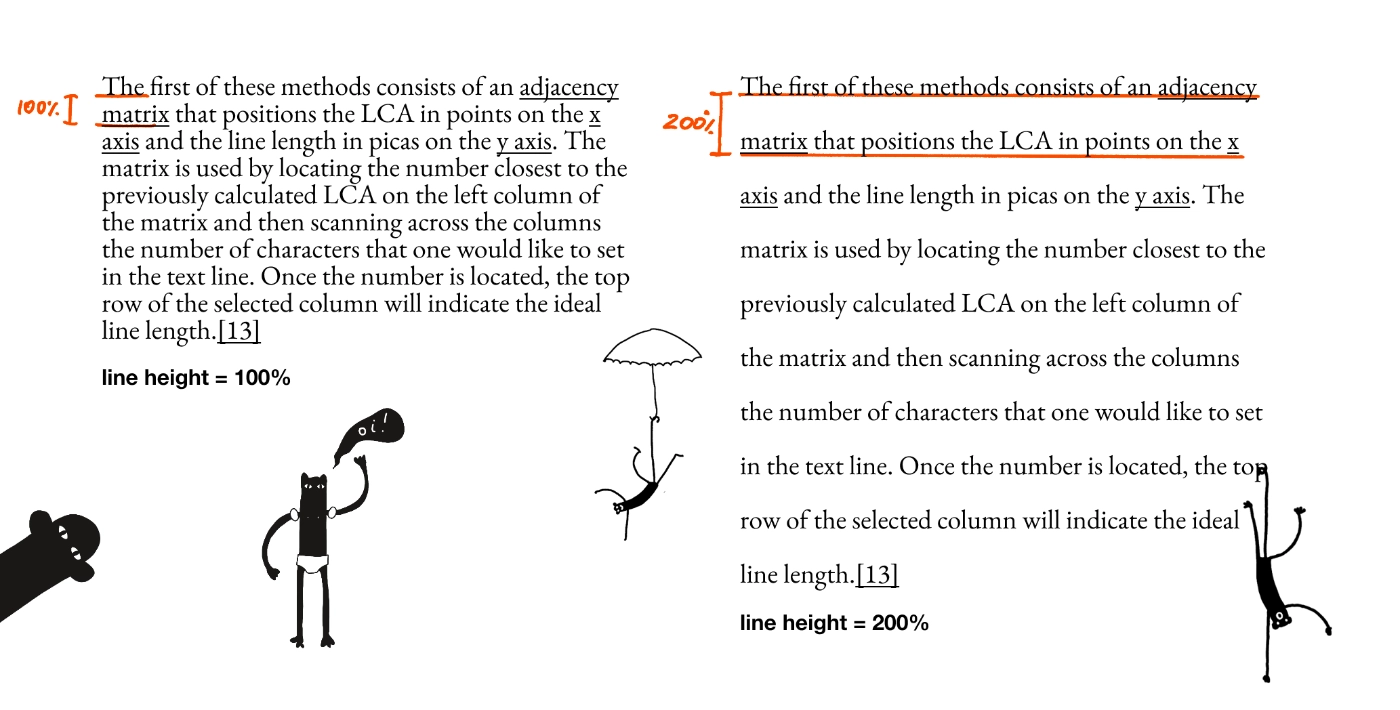 100%
The first of these methods consists of an adjacency
matrix that positions the LCA in points on the x
axis and the line length in picas on the y axis. The
matrix is used by locating the number closest to the
previously calculated LCA on the left column of
the matrix and then scanning across the columns
the number of characters that one would like to set
in the text line. Once the number is located, the top
row of the selected column will indicate the ideal
line length.[13]
line height = 100%
oi!
200%
The first of these methods consists of an adjacency
matrix that positions the LCA in points on the x
axis and the line length in picas on the y axis. The
matrix is used by locating the number closest to the
previously calculated LCA on the left column of
the matrix and then scanning across the columns
the number of characters that one would like to set
in the text line. Once the number is located, the top
row of the selected column will indicate the ideal
line length.[13]
line height = 200%